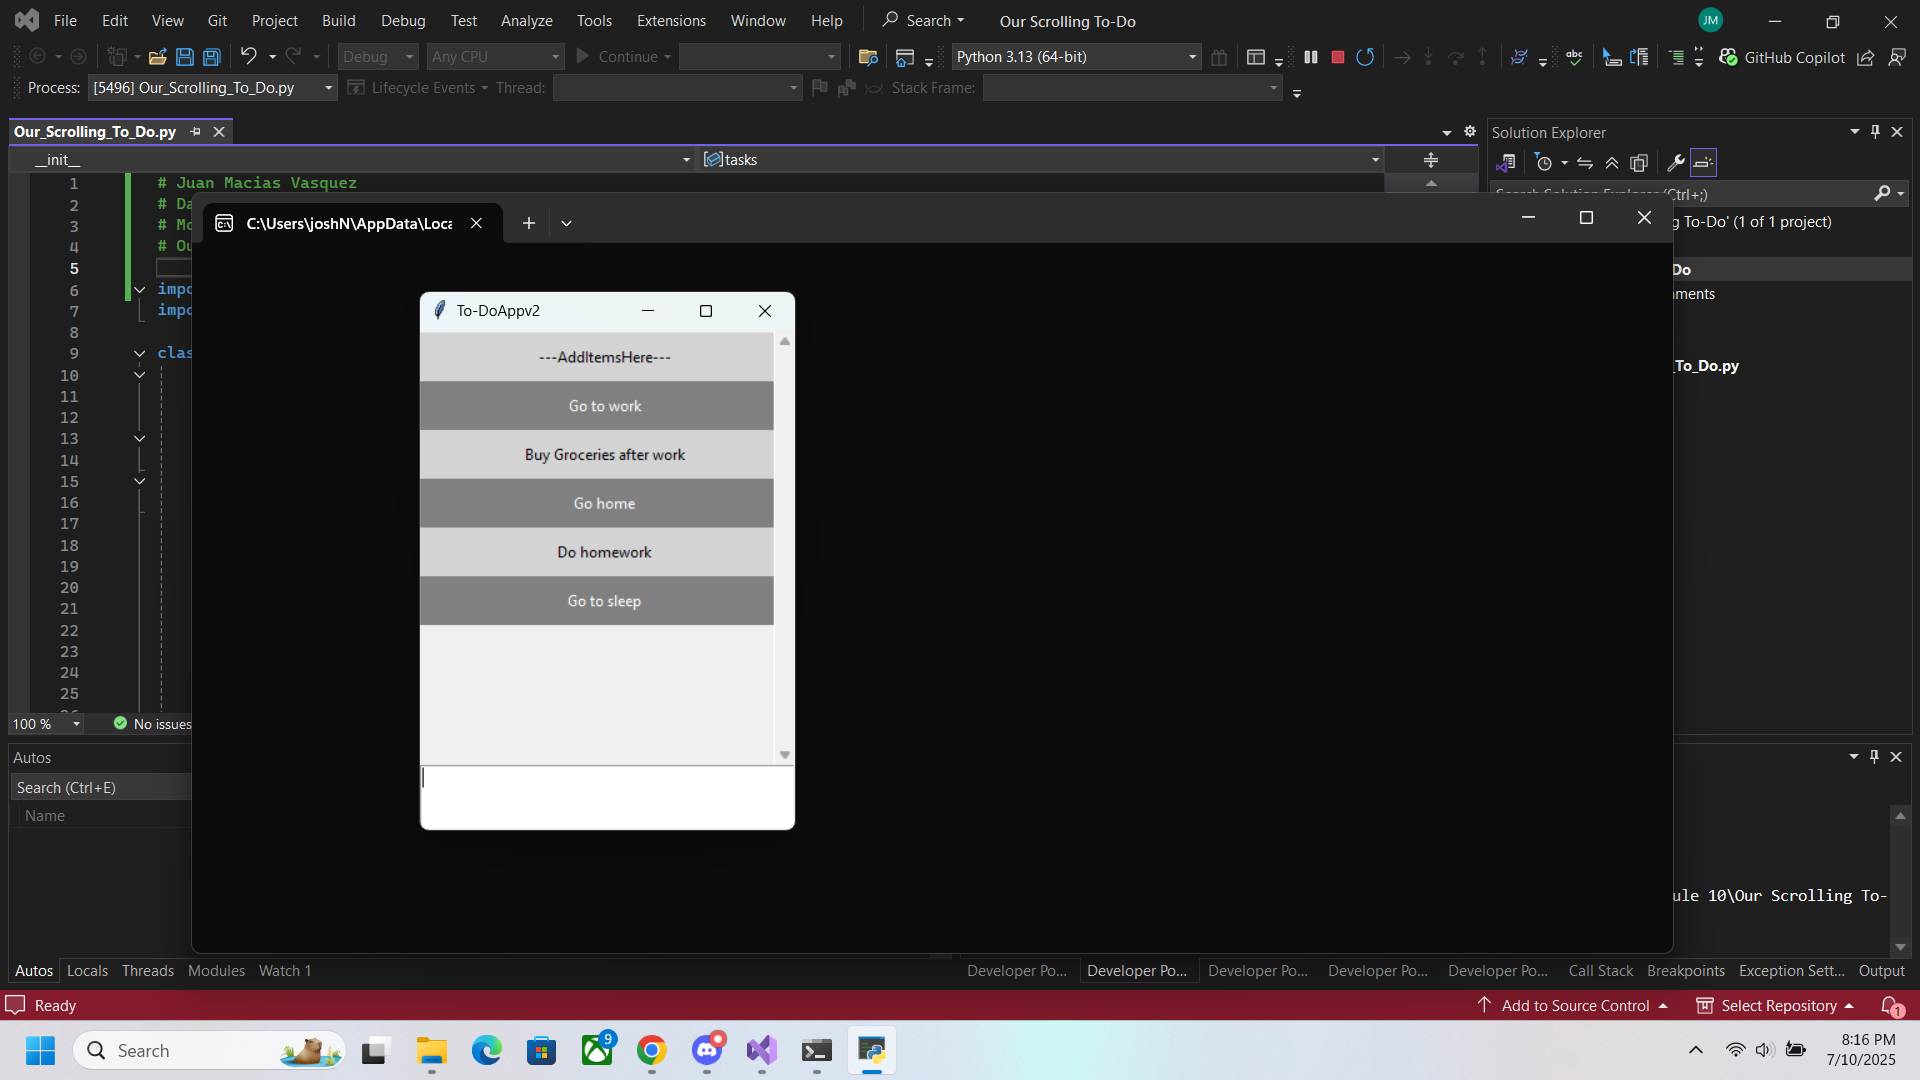 File Edit View Git Project Build Debug Test Analyze Tools Extensions Window Help Search Our Scrolling To-Do JM
Debug Any CPU Continue Python 3.13 (64-bit) abc GitHub Copilot
Process: [5496] Our_Scrolling_To_Do.py Lifecycle Events Thread: Stack Frame:
Our_Scrolling_To_Do.py
Solution Explorer
__init__ tasks
1 # Juan Macias Vasquez
2 # Da
3 # Mo
4 # Ou
5
6 impo
7 impo
8
9 clas
10
11
12
13
14
15
16
17
18
19
20
21
22
23
24
25
Search Solution Explorer (Ctrl+;)
g To-Do' (1 of 1 project)
Do
ments
_To_Do.py
C:\Users\joshN\AppData\Loca
To-DoAppv2
---AddItemsHere---
Go to work
Buy Groceries after work
Go home
Do homework
Go to sleep
100 % No issues
Autos
Search (Ctrl+E)
Name
ule 10\Our Scrolling To-
Autos Locals Threads Modules Watch 1
Developer Po... Developer Po... Developer Po... Developer Po... Developer Po... Call Stack Breakpoints Exception Sett... Output
Ready Add to Source Control Select Repository 1
Search 9
8:16 PM
7/10/2025